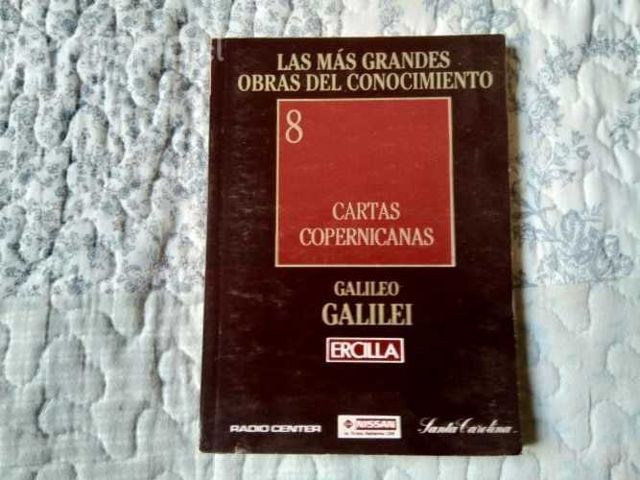 LAS MÁS GRANDES
OBRAS DEL CONOCIMIENTO
8
CARTAS
COPERNICANAS
GALILEO
GALILEI
ERCILLA
RADIO CENTER
NISSAN
Santa Carolina